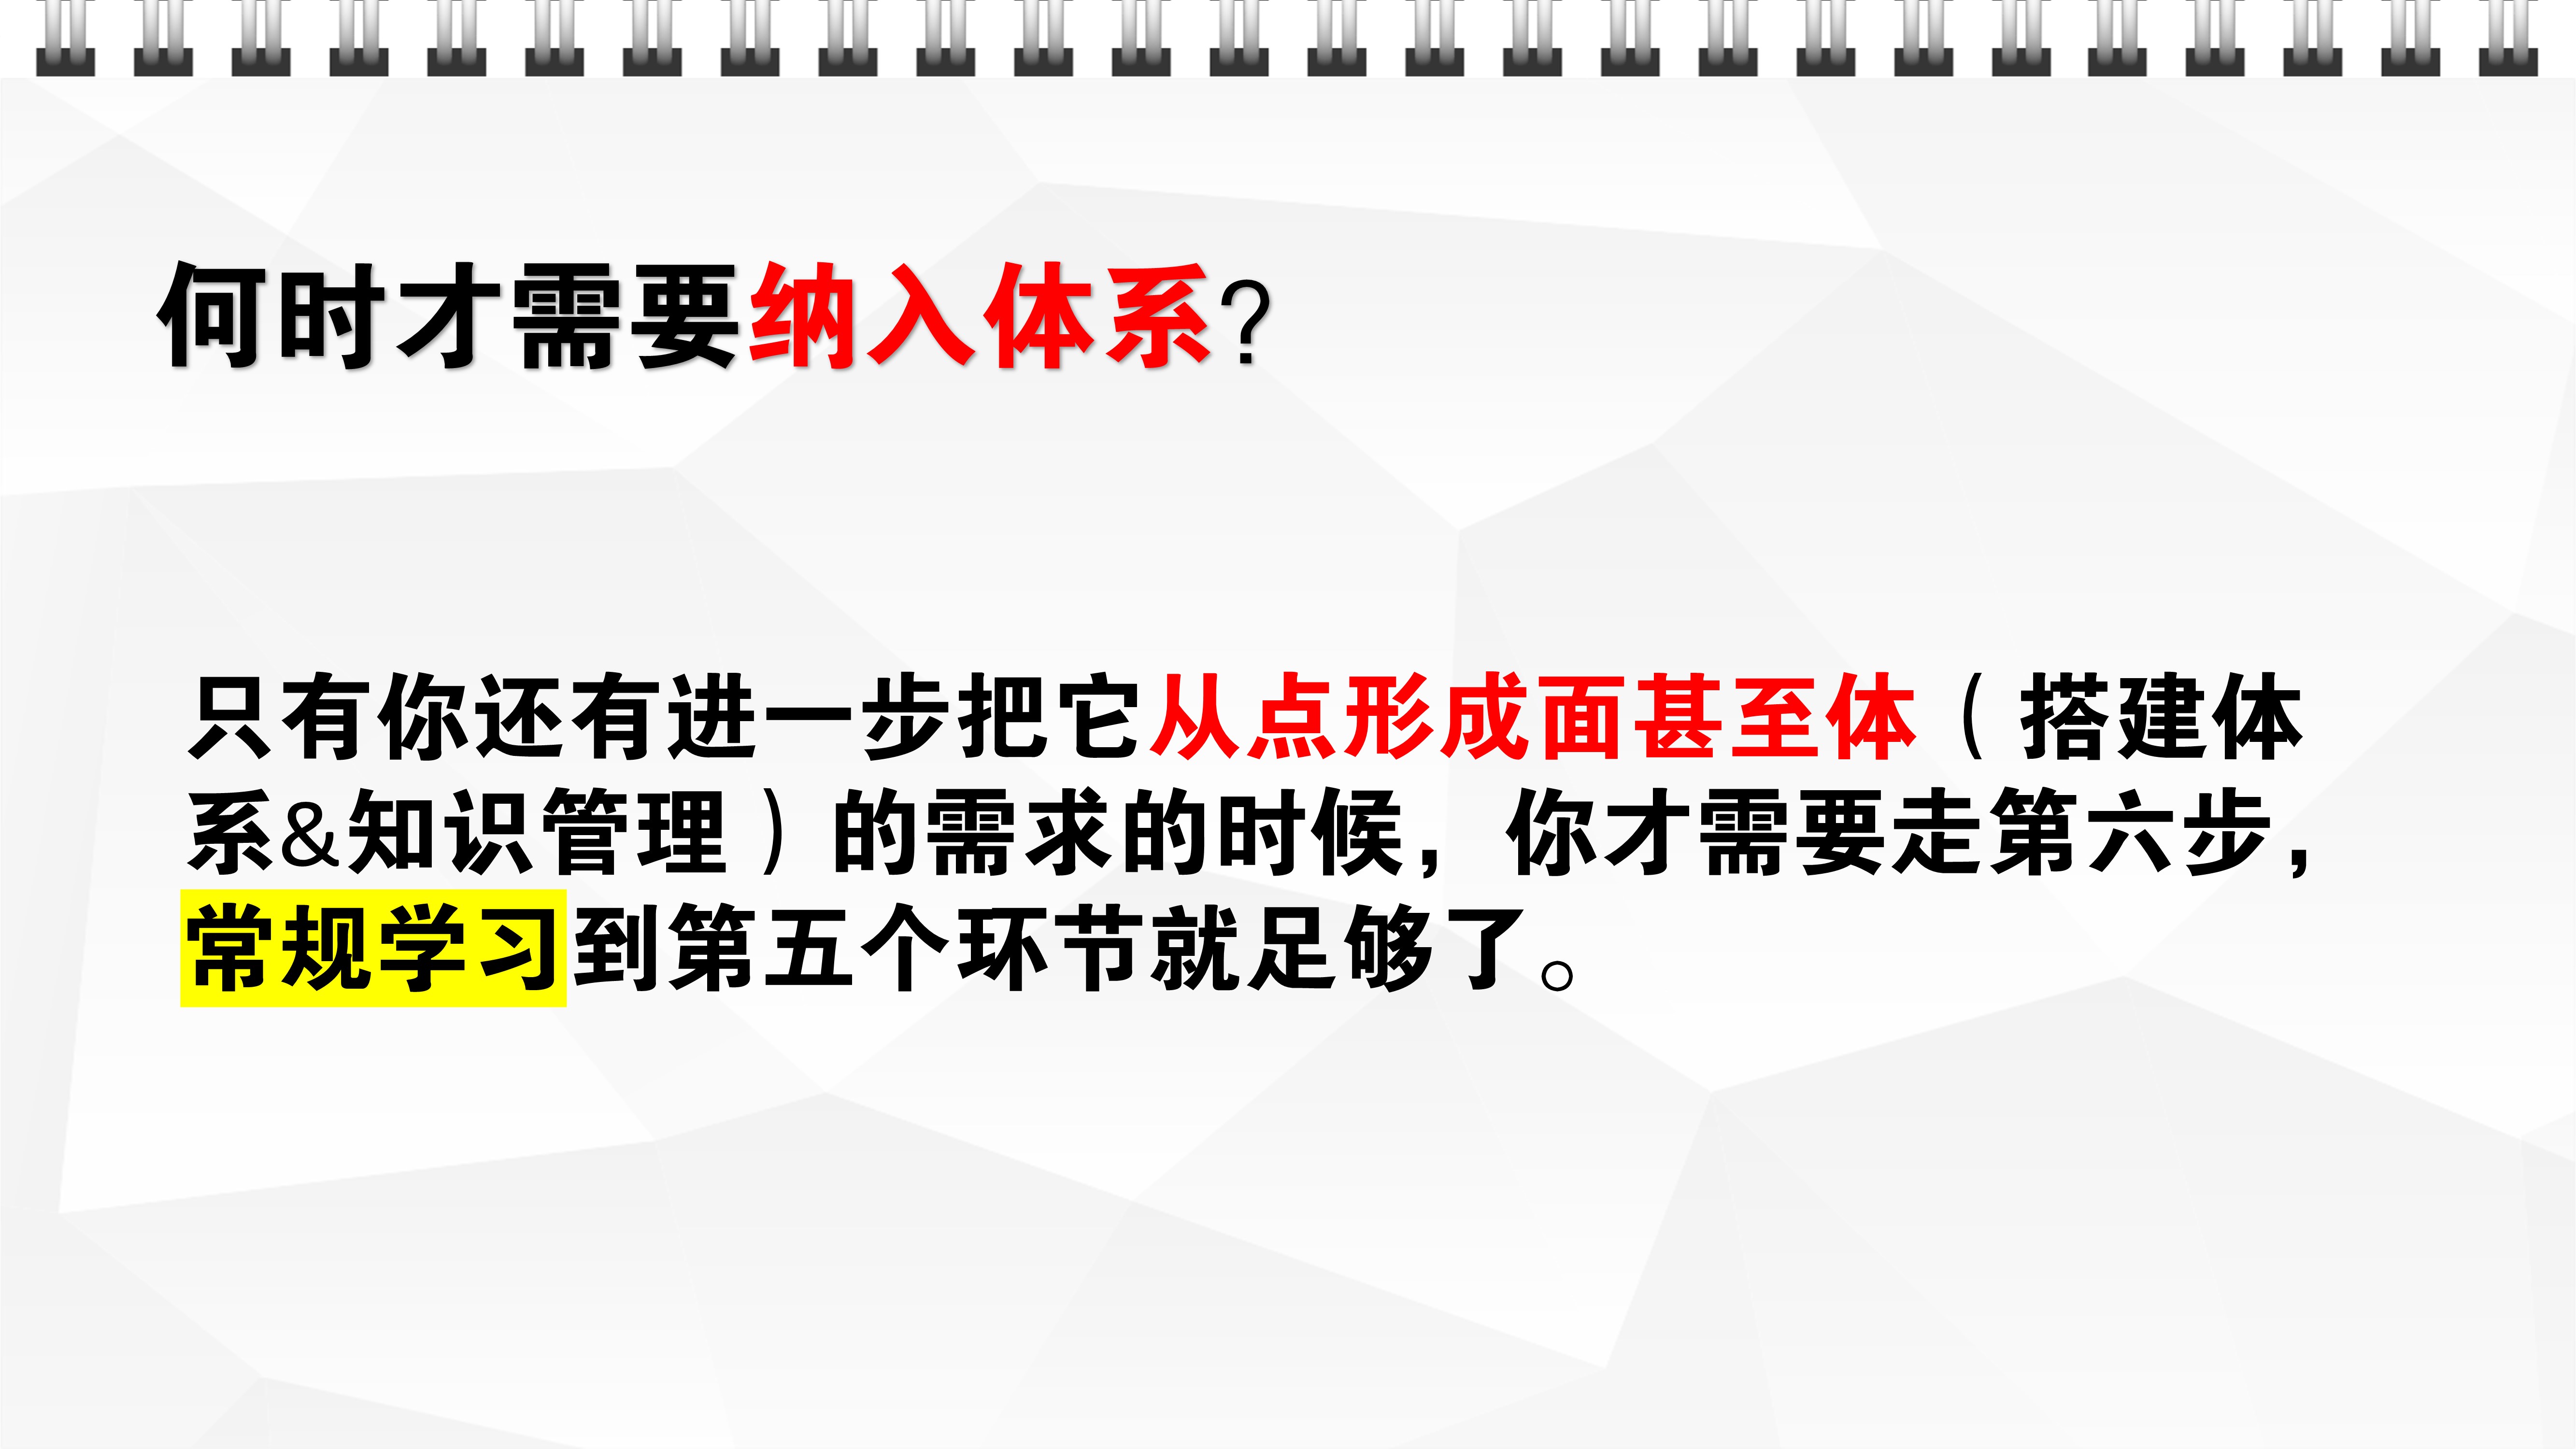 何时才需要纳入体系?
只有你还有进一步把它从点形成面甚至体（搭建体
系&知识管理）的需求的时候，你才需要走第六步，
常规学习到第五个环节就足够了。